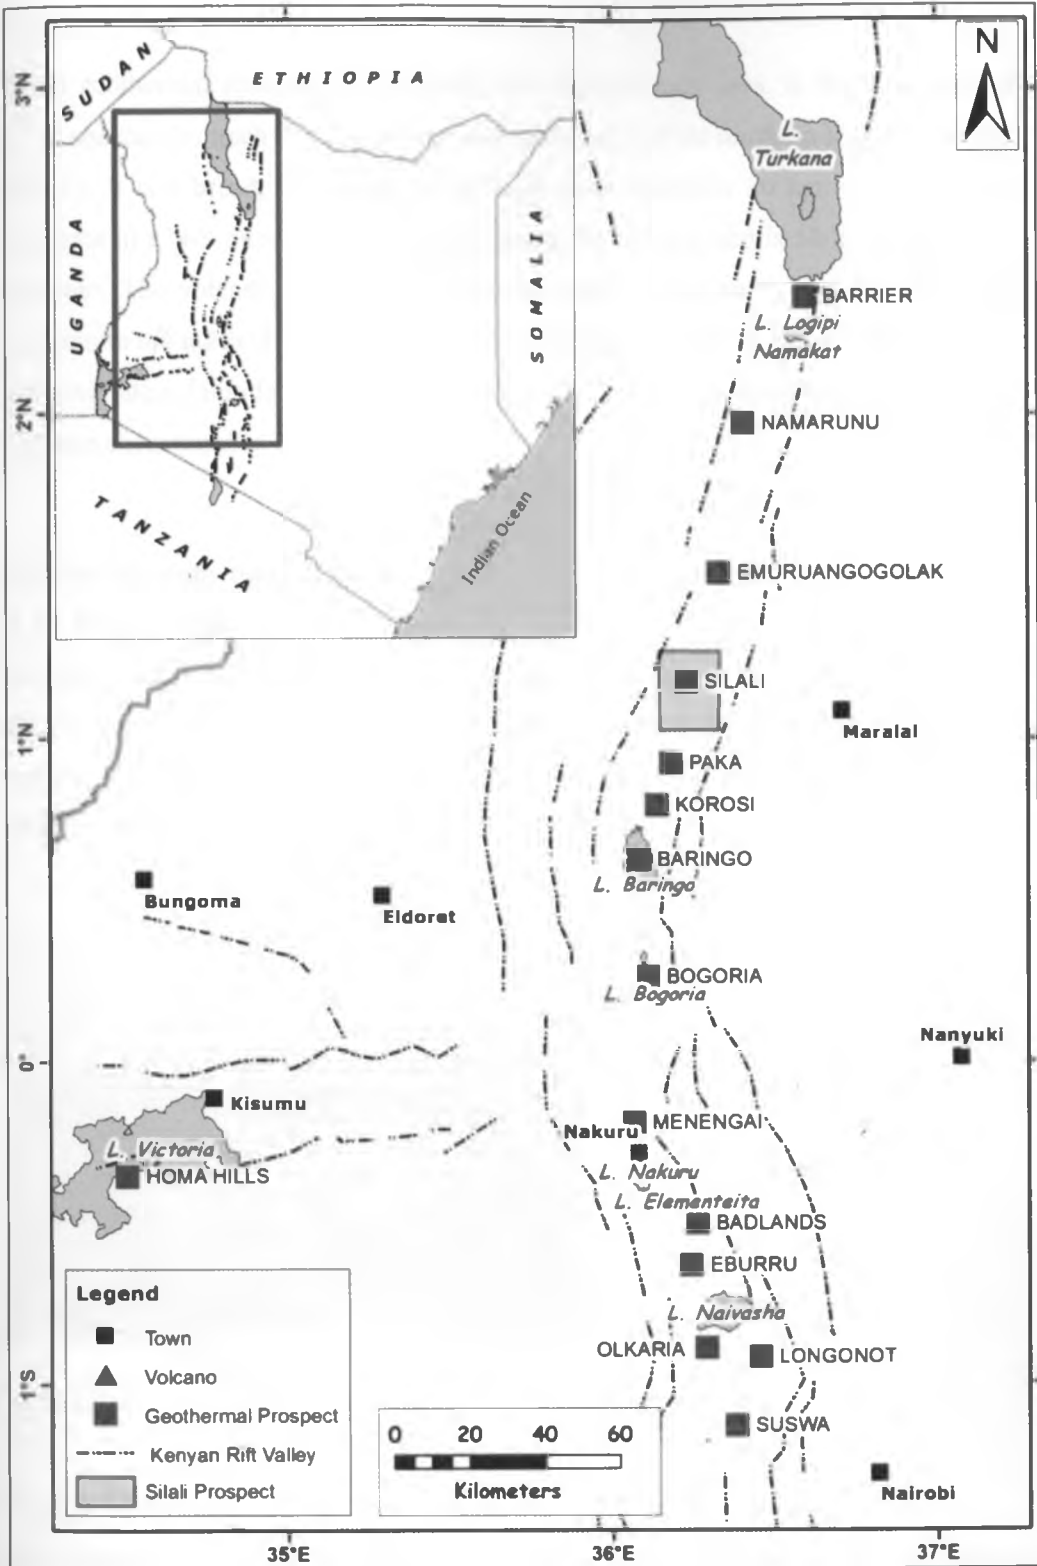 N
SUDAN
ETHIOPIA
UGANDA
SOMALIA
TANZANIA
Indian Ocean
3°N
2°N
1°N
0°
1°S
L.
Turkana
BARRIER
L. Logipi
Namakat
NAMARUNU
EMURUANGOGOLAK
SILALI
Maralal
PAKA
KOROSI
BARINGO
L. Baringo
Bungoma
Eldoret
BOGORIA
L. Bogoria
Nanyuki
Kisumu
L. Victoria
HOMA HILLS
MENENGAI
Nakuru
L. Nakuru
L. Elementeita
BADLANDS
EBURRU
L. Naivasha
OLKARIA
LONGONOT
SUSWA
Nairobi
Legend
Town
Volcano
Geothermal Prospect
Kenyan Rift Valley
Silali Prospect
0 20 40 60
Kilometers
35°E 36°E 37°E